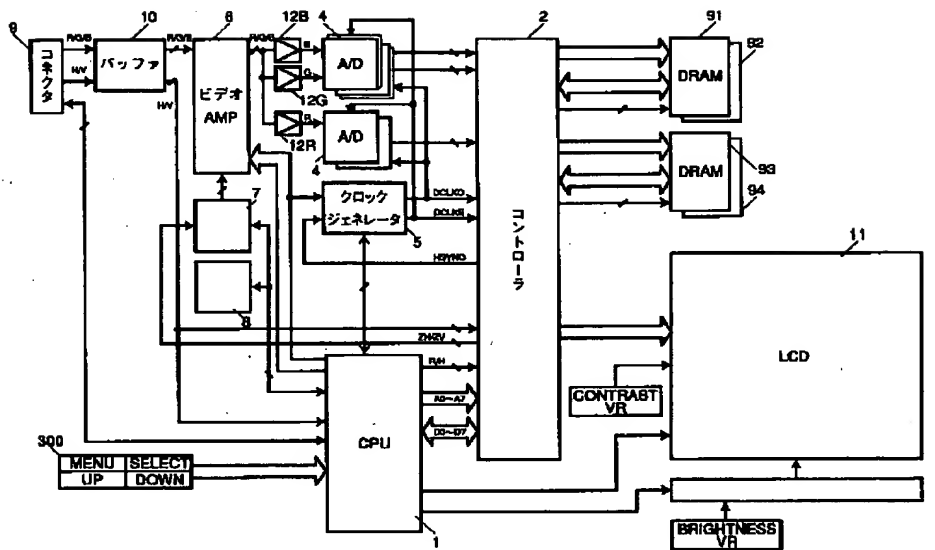 9
コネクタ
R/G/B
H/V
10
バッファ
R/G/B
H/V
6
ビデオ
AMP
R/G/B
12B
B
12G
G
12R
R
4
A/D
A/D
4
クロック
ジェネレータ
5
DCLKO
DCLKE
HSYNC
7
8
ZH/ZV
2
コントローラ
R/H
A0~A7
D0~D7
CPU
1
300
MENU
SELECT
UP
DOWN
91
92
DRAM
DRAM
93
94
11
LCD
CONTRAST
VR
BRIGHTNESS
VR